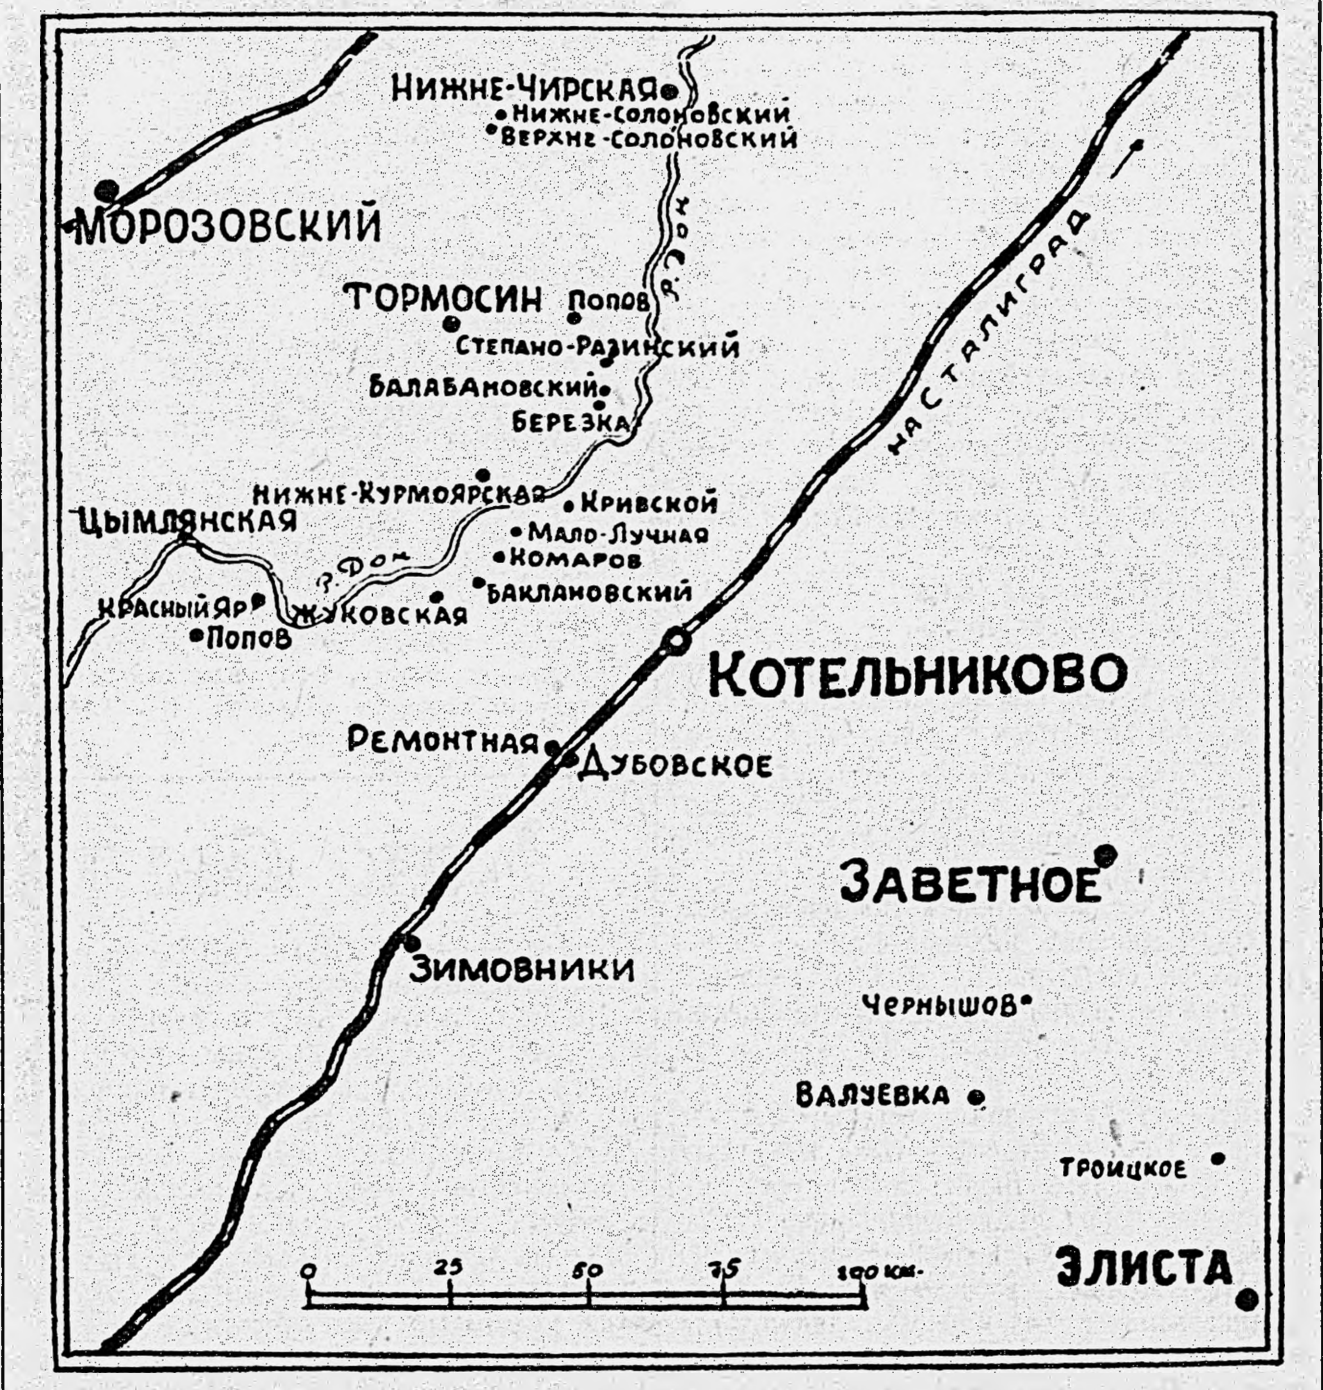 НИЖНЕ-ЧИРСКАЯ
НИЖНЕ-СОЛОНОВСКИЙ
ВЕРХНЕ-СОЛОНОВСКИЙ
МОРОЗОВСКИЙ
Р. ДОН
НА СТАЛИГРАД
ТОРМОСИН
ПОПОВ
СТЕПАНО-РАЗИНСКИЙ
БАЛАБАНОВСКИЙ
БЕРЕЗКА
НИЖНЕ-КУРМОЯРСКАЯ
КРИВСКОЙ
ЦЫМЛЯНСКАЯ
МАЛО-ЛУЧНАЯ
Р. ДОН
КОМАРОВ
БАКЛАНОВСКИЙ
КРАСНЫЙ ЯР
ЖУКОВСКАЯ
ПОПОВ
КОТЕЛЬНИКОВО
РЕМОНТНАЯ
ДУБОВСКОЕ
ЗАВЕТНОЕ
ЗИМОВНИКИ
ЧЕРНЫШОВ
ВАЛУЕВКА
ТРОИЦКОЕ
ЭЛИСТА
0 25 50 75 100 КМ.